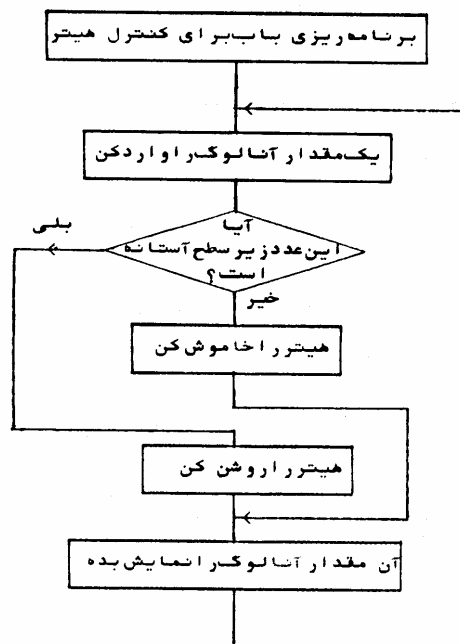 برنامه‌ریزی باب برای کنترل هیتر
یک مقدار آنالوگ را وارد کن
آیا
این عدد زیر سطح آستانه
است؟
بلی
خیر
هیتر را خاموش کن
هیتر را روشن کن
آن مقدار آنالوگ را نمایش بده